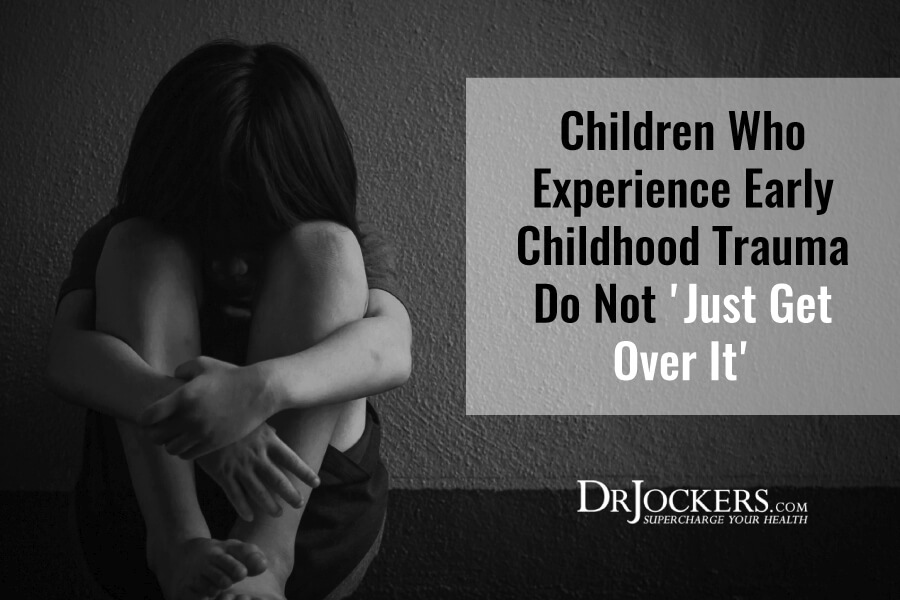 Children Who
Experience Early
Childhood Trauma
Do Not 'Just Get
Over It'
DRJOCKERS.COM
SUPERCHARGE YOUR HEALTH